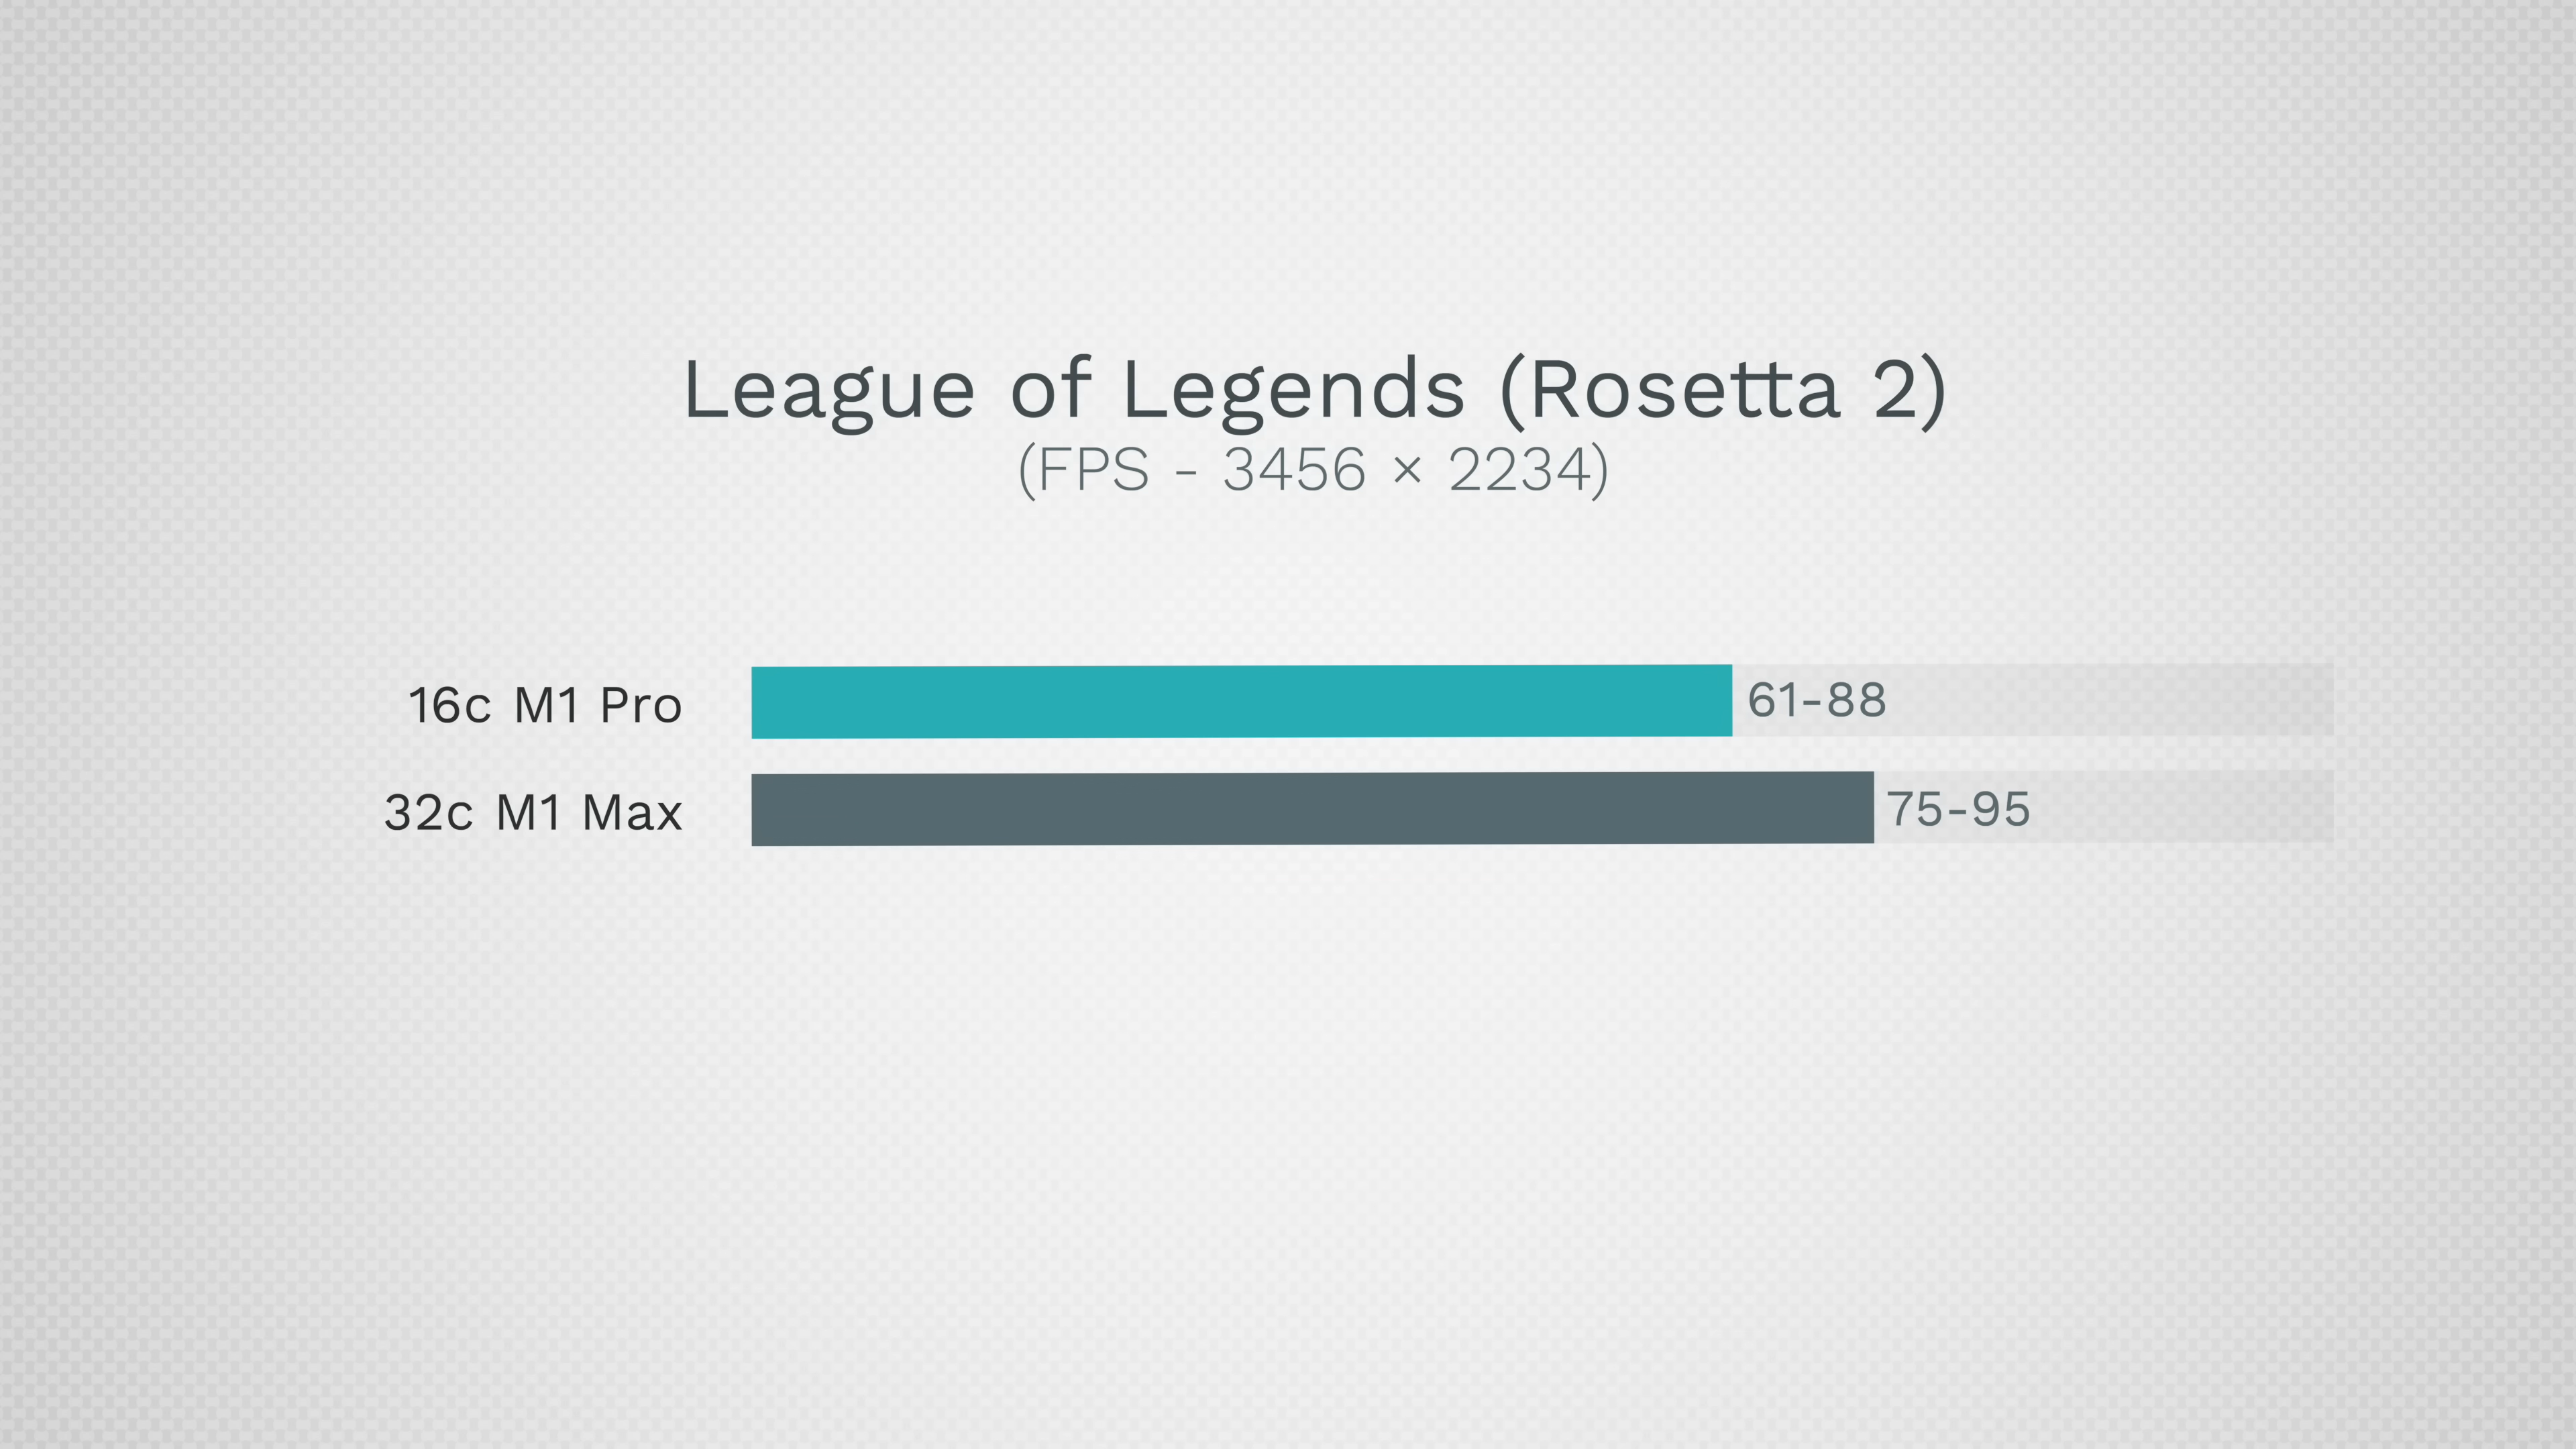 League of Legends (Rosetta 2)
(FPS - 3456 × 2234)
16c M1 Pro 61-88
32c M1 Max 75-95